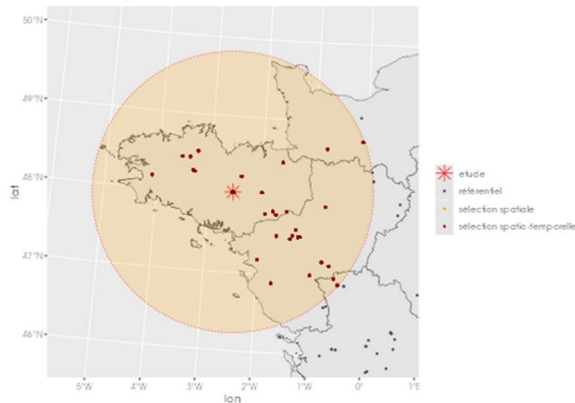 50°N
49°N
48°N
47°N
46°N
lat
5°W
4°W
3°W
2°W
1°W
0°
1°E
lon
etude
référentiel
sélection spatiale
sélection spatio-temporelle